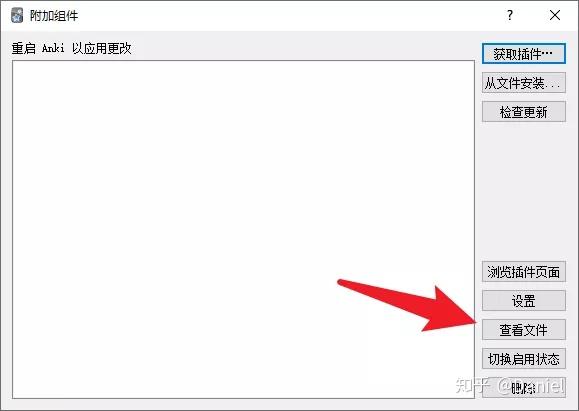 附加组件
重启 Anki 以应用更改
获取插件…
从文件安装...
检查更新
浏览插件页面
设置
查看文件
切换启用状态
删除
知乎 @Daniel